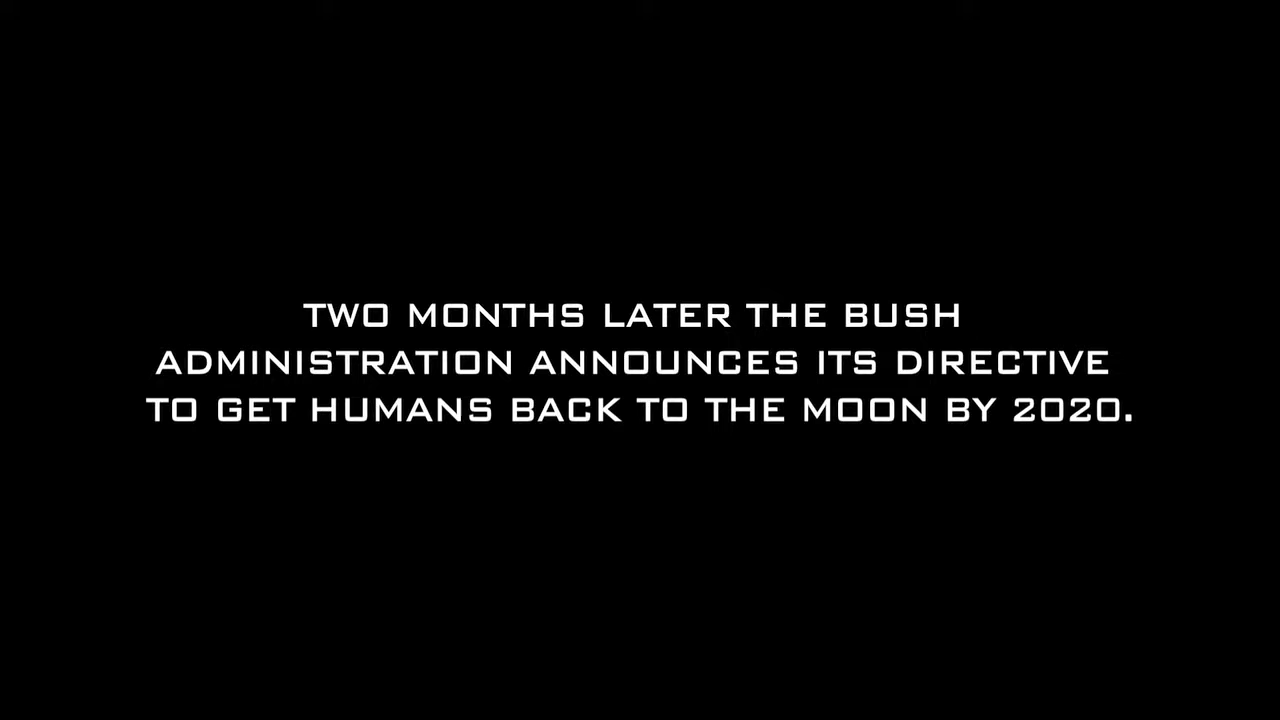 TWO MONTHS LATER THE BUSH
ADMINISTRATION ANNOUNCES ITS DIRECTIVE
TO GET HUMANS BACK TO THE MOON BY 2020.